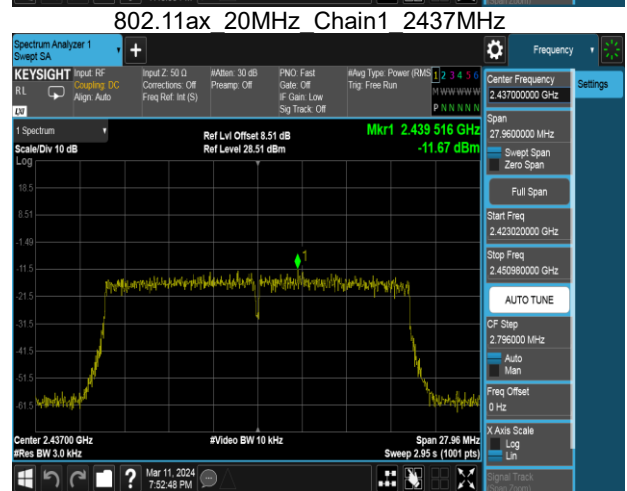 802.11ax_20MHz_Chain1_2437MHz
Spectrum Analyzer 1
Swept SA
Frequency
KEYSIGHT
RL
Input: RF
Coupling: DC
Align: Auto
Input Z: 50 Ω
Corrections: Off
Freq Ref: Int (S)
#Atten: 30 dB
Preamp: Off
PNO: Fast
Gate: Off
IF Gain: Low
Sig Track: Off
#Avg Type: Power (RMS
Trig: Free Run
1 2 3 4 5 6
M W W W W W
P N N N N N
LXI
1 Spectrum
Scale/Div 10 dB
Log
Ref Lvl Offset 8.51 dB
Ref Level 28.51 dBm
Mkr1 2.439 516 GHz
-11.67 dBm
18.5
8.51
-1.49
-11.5
-21.5
-31.5
-41.5
-51.5
-61.5
1
Center 2.43700 GHz
#Res BW 3.0 kHz
#Video BW 10 kHz
Span 27.96 MHz
Sweep 2.95 s (1001 pts)
Center Frequency
2.437000000 GHz
Settings
Span
27.9600000 MHz
Swept Span
Zero Span
Full Span
Start Freq
2.423020000 GHz
Stop Freq
2.450980000 GHz
AUTO TUNE
CF Step
2.796000 MHz
Auto
Man
Freq Offset
0 Hz
X Axis Scale
Log
Lin
Signal Track
(Span Zoom)
?
Mar 11, 2024
7:52:48 PM